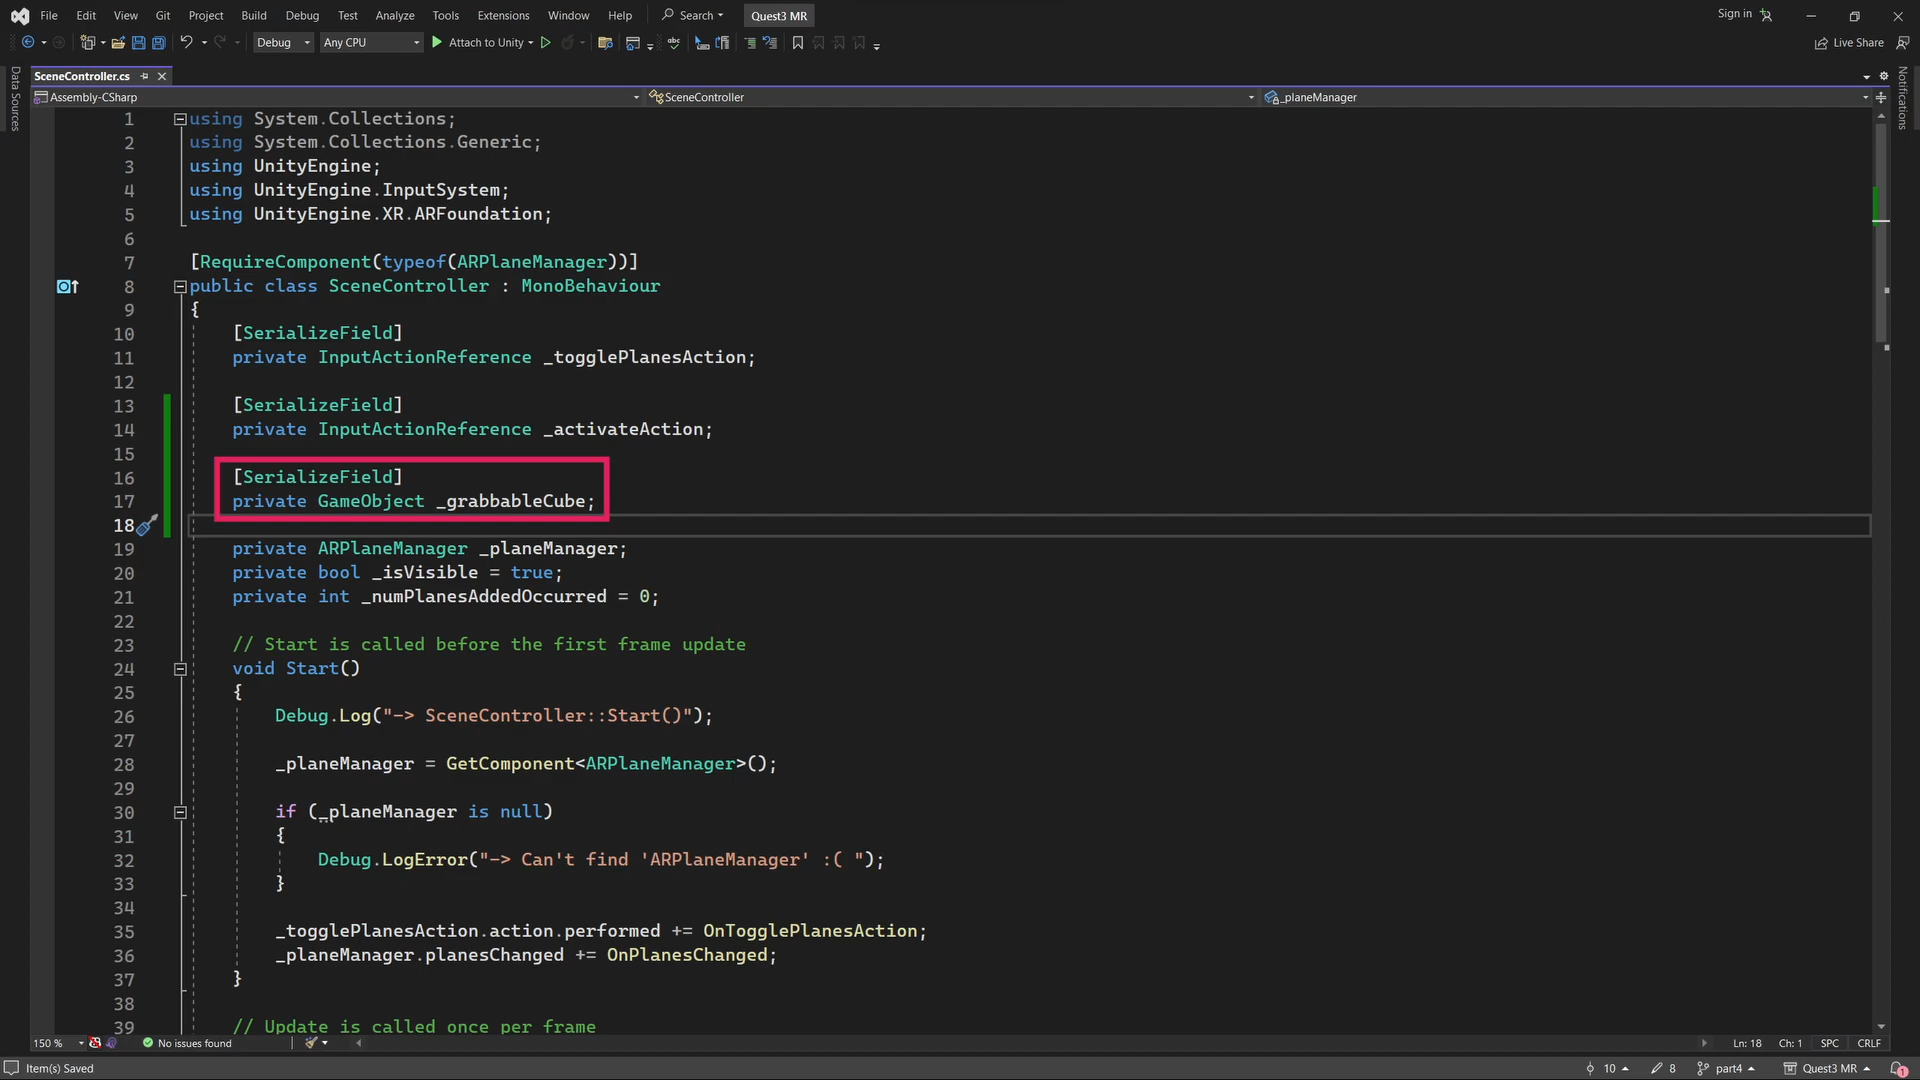 File Edit View Git Project Build Debug Test Analyze Tools Extensions Window Help Search Quest3 MR Sign in
Debug Any CPU Attach to Unity Live Share
Data Sources
SceneController.cs
Notifications
Assembly-CSharp SceneController _planeManager
1 using System.Collections;
2 using System.Collections.Generic;
3 using UnityEngine;
4 using UnityEngine.InputSystem;
5 using UnityEngine.XR.ARFoundation;
6
7 [RequireComponent(typeof(ARPlaneManager))]
8 public class SceneController : MonoBehaviour
9 {
10 [SerializeField]
11 private InputActionReference _togglePlanesAction;
12
13 [SerializeField]
14 private InputActionReference _activateAction;
15
16 [SerializeField]
17 private GameObject _grabbableCube;
18
19 private ARPlaneManager _planeManager;
20 private bool _isVisible = true;
21 private int _numPlanesAddedOccurred = 0;
22
23 // Start is called before the first frame update
24 void Start()
25 {
26 Debug.Log("-> SceneController::Start()");
27
28 _planeManager = GetComponent<ARPlaneManager>();
29
30 if (_planeManager is null)
31 {
32 Debug.LogError("-> Can't find 'ARPlaneManager' :( ");
33 }
34
35 _togglePlanesAction.action.performed += OnTogglePlanesAction;
36 _planeManager.planesChanged += OnPlanesChanged;
37 }
38
39 // Update is called once per frame
150 % No issues found Ln: 18 Ch: 1 SPC CRLF
Item(s) Saved 10 8 part4 Quest3 MR 1